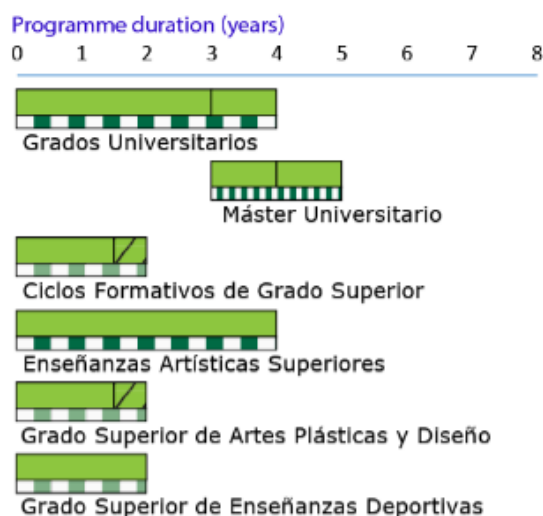 Programme duration (years)
0 1 2 3 4 5 6 7 8
Grados Universitarios
Máster Universitario
Ciclos Formativos de Grado Superior
Enseñanzas Artísticas Superiores
Grado Superior de Artes Plásticas y Diseño
Grado Superior de Enseñanzas Deportivas